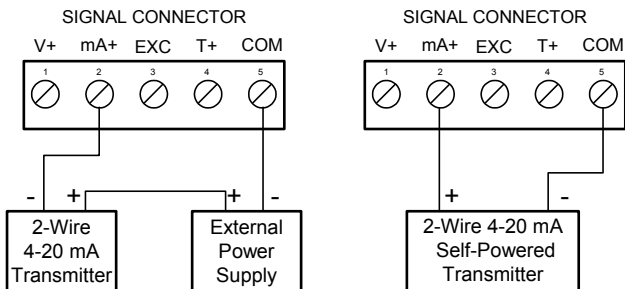 SIGNAL CONNECTOR
V+ mA+ EXC T+ COM
1 2 3 4 5
- + + -
2-Wire
4-20 mA
Transmitter
External
Power
Supply
SIGNAL CONNECTOR
V+ mA+ EXC T+ COM
1 2 3 4 5
+ -
2-Wire 4-20 mA
Self-Powered
Transmitter